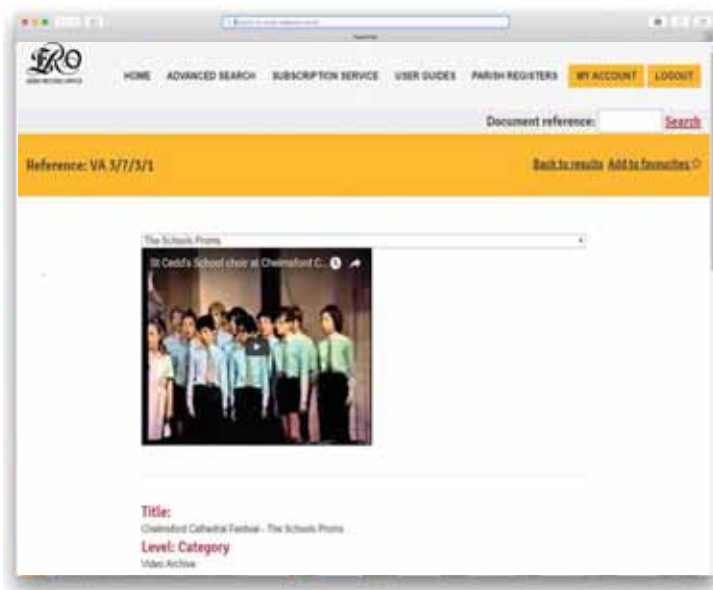 ERO
HOME ADVANCED SEARCH SUBSCRIPTION SERVICE USER GUIDES PARISH REGISTERS MY ACCOUNT LOGOUT
Document reference: Search
Reference: VA 3/7/3/1
Back to results Add to favourites
The Schools Proms
St Cedd's School choir at Chelmsford C...
Title:
Chelmsford Cathedral Festival - The Schools Proms
Level: Category
Video Archive